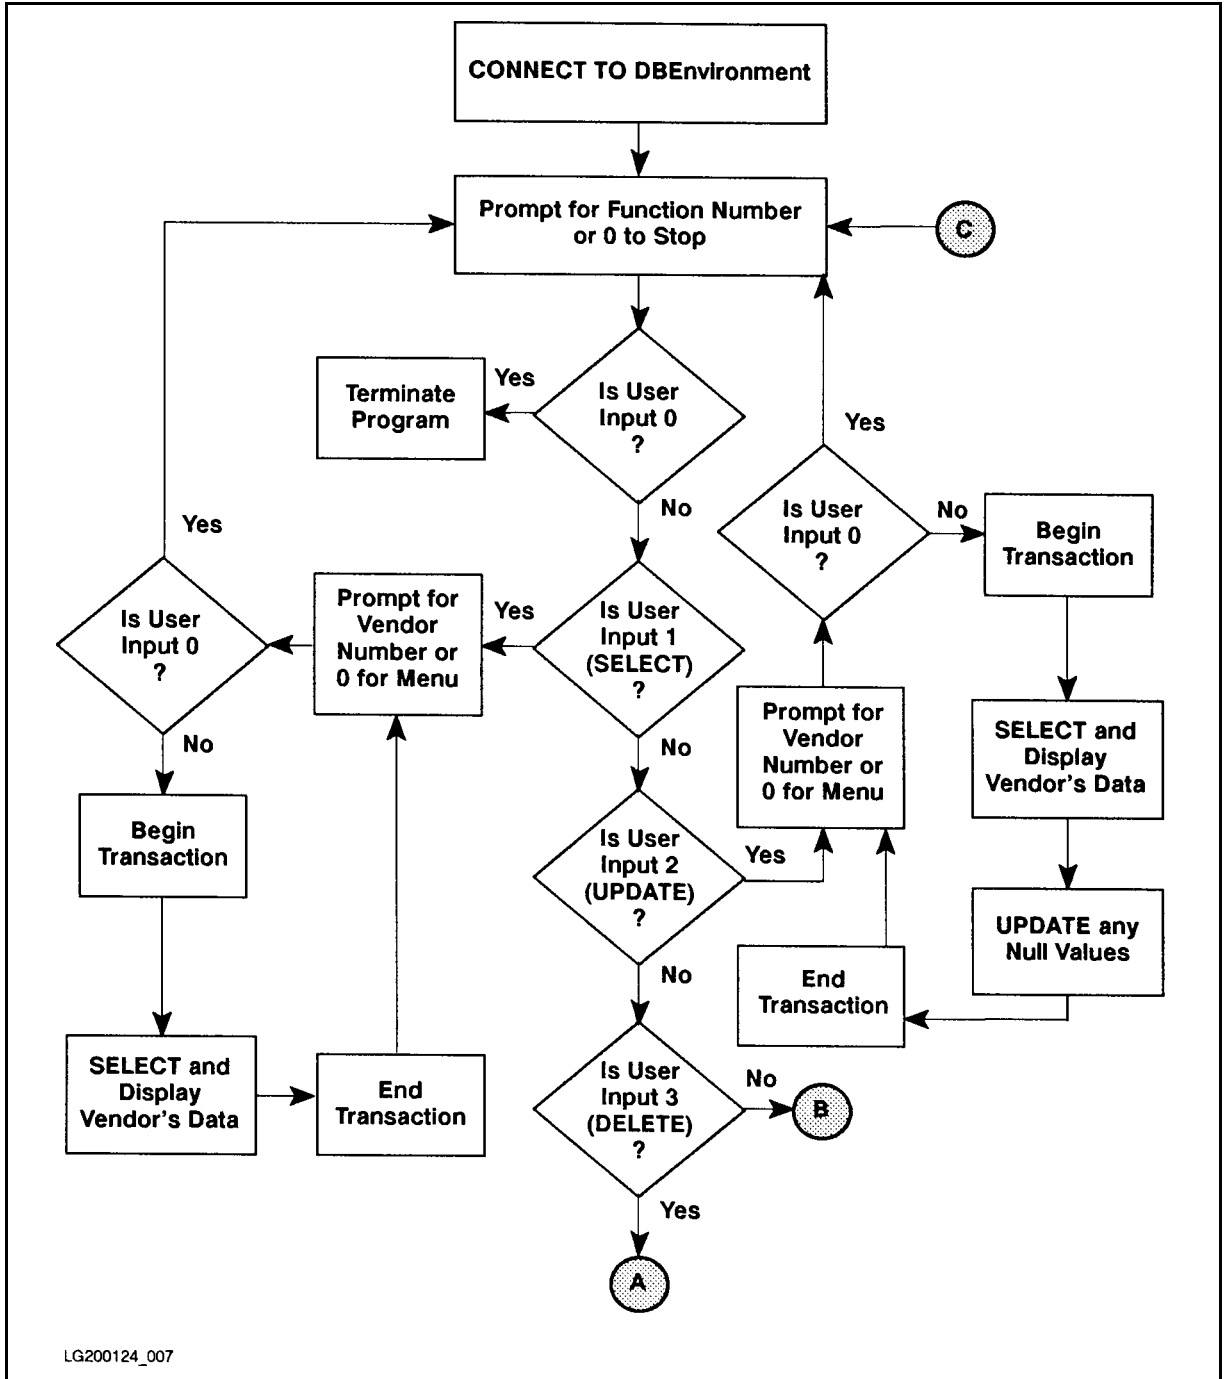 CONNECT TO DBEnvironment
Prompt for Function Number
or 0 to Stop
C
Terminate
Program
Yes
Is User
Input 0
?
No
Yes
Is User
Input 0
?
No
Begin
Transaction
Yes
Is User
Input 0
?
No
Prompt for
Vendor
Number or
0 for Menu
Yes
Is User
Input 1
(SELECT)
?
No
Prompt for
Vendor
Number or
0 for Menu
SELECT and
Display
Vendor's Data
Begin
Transaction
Is User
Input 2
(UPDATE)
?
Yes
No
UPDATE any
Null Values
End
Transaction
SELECT and
Display
Vendor's Data
End
Transaction
Is User
Input 3
(DELETE)
?
No
B
Yes
A
LG200124_007